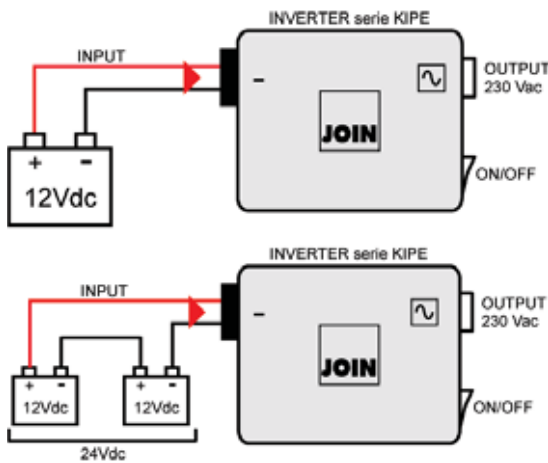 INVERTER serie KIPE
INPUT
OUTPUT
230 Vac
–
JOIN
+ –
12Vdc
ON/OFF
INVERTER serie KIPE
INPUT
OUTPUT
230 Vac
–
JOIN
+ – + –
12Vdc 12Vdc
ON/OFF
24Vdc